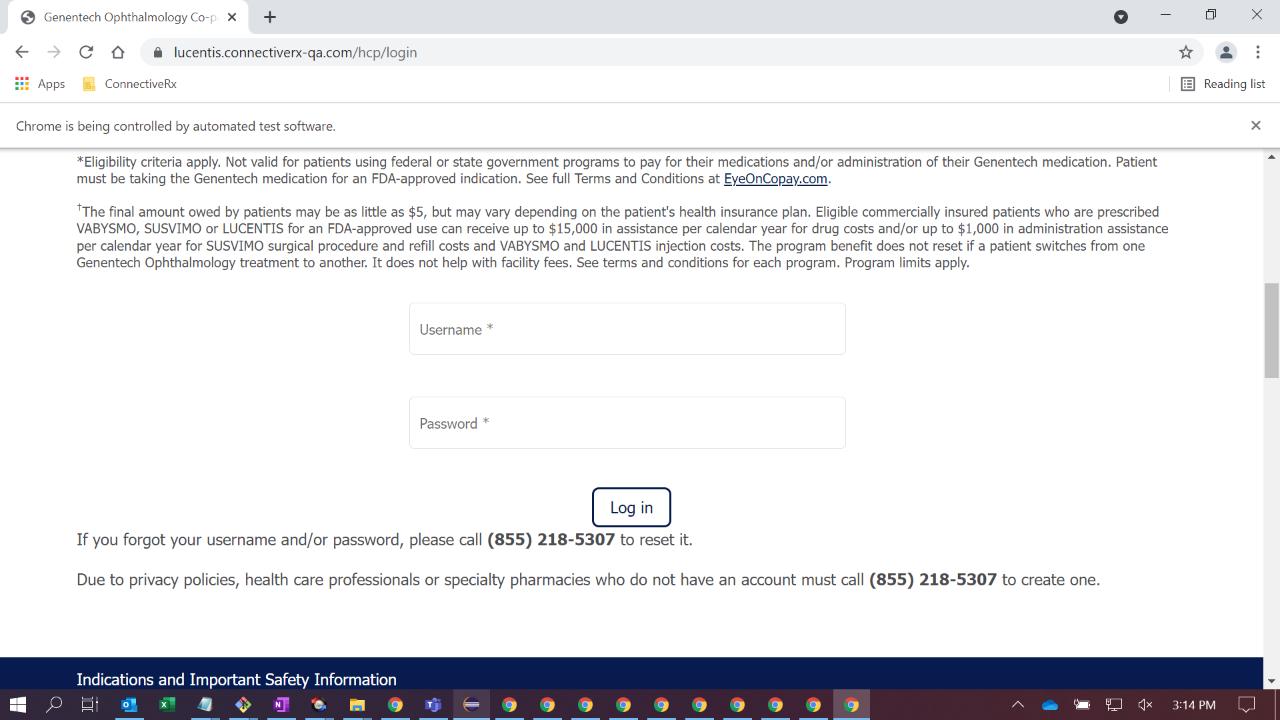 Genentech Ophthalmology Co-p
lucentis.connectiverx-qa.com/hcp/login
Apps
ConnectiveRx
Reading list
Chrome is being controlled by automated test software.
*Eligibility criteria apply. Not valid for patients using federal or state government programs to pay for their medications and/or administration of their Genentech medication. Patient
must be taking the Genentech medication for an FDA-approved indication. See full Terms and Conditions at EyeOnCopay.com.
†The final amount owed by patients may be as little as $5, but may vary depending on the patient's health insurance plan. Eligible commercially insured patients who are prescribed
VABYSMO, SUSVIMO or LUCENTIS for an FDA-approved use can receive up to $15,000 in assistance per calendar year for drug costs and/or up to $1,000 in administration assistance
per calendar year for SUSVIMO surgical procedure and refill costs and VABYSMO and LUCENTIS injection costs. The program benefit does not reset if a patient switches from one
Genentech Ophthalmology treatment to another. It does not help with facility fees. See terms and conditions for each program. Program limits apply.
Username *
Password *
Log in
If you forgot your username and/or password, please call (855) 218-5307 to reset it.
Due to privacy policies, health care professionals or specialty pharmacies who do not have an account must call (855) 218-5307 to create one.
Indications and Important Safety Information
3:14 PM